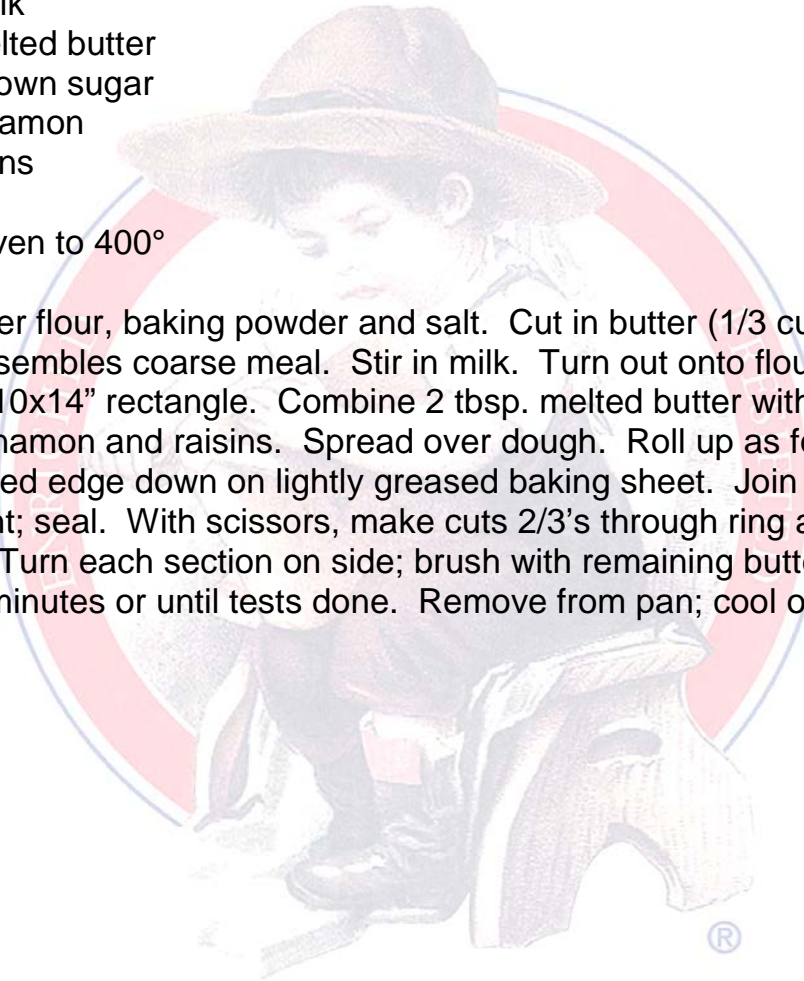 lk
elted butter
own sugar
amon
ns
ven to 400°
er flour, baking powder and salt.  Cut in butter (1/3 cu
sembles coarse meal.  Stir in milk.  Turn out onto flou
10x14” rectangle.  Combine 2 tbsp. melted butter with
namon and raisins.  Spread over dough.  Roll up as fo
ed edge down on lightly greased baking sheet.  Join
nt; seal.  With scissors, make cuts 2/3's through ring a
Turn each section on side; brush with remaining butte
minutes or until tests done.  Remove from pan; cool o
®